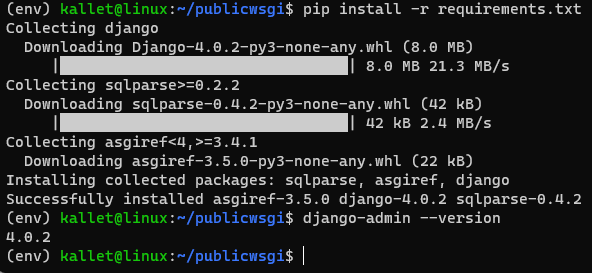 (env) kallet@linux:~/publicwsgi$ pip install -r requirements.txt
Collecting django
  Downloading Django-4.0.2-py3-none-any.whl (8.0 MB)
     |                                | 8.0 MB 21.3 MB/s
Collecting sqlparse>=0.2.2
  Downloading sqlparse-0.4.2-py3-none-any.whl (42 kB)
     |                                | 42 kB 2.4 MB/s
Collecting asgiref<4,>=3.4.1
  Downloading asgiref-3.5.0-py3-none-any.whl (22 kB)
Installing collected packages: sqlparse, asgiref, django
Successfully installed asgiref-3.5.0 django-4.0.2 sqlparse-0.4.2
(env) kallet@linux:~/publicwsgi$ django-admin --version
4.0.2
(env) kallet@linux:~/publicwsgi$